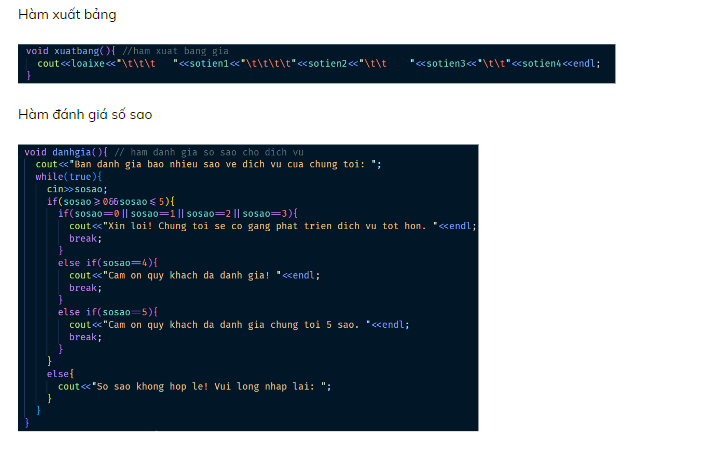 Hàm xuất bảng
void xuatbang(){ //ham xuat bang gia
cout<<loaixe<<"\t\t\t   "<<sotien1<<"\t\t\t\t"<<sotien2<<"\t\t    "<<sotien3<<"\t\t"<<sotien4<<endl;
}
Hàm đánh giá số sao
void danhgia(){ // ham danh gia so sao cho dich vu
cout<<"Ban danh gia bao nhieu sao ve dich vu cua chung toi: ";
while(true){
cin>>sosao;
if(sosao>=0&&sosao<=5){
if(sosao==0||sosao==1||sosao==2||sosao==3){
cout<<"Xin loi! Chung toi se co gang phat trien dich vu tot hon. "<<endl;
break;
}
else if(sosao==4){
cout<<"Cam on quy khach da danh gia! "<<endl;
break;
}
else if(sosao==5){
cout<<"Cam on quy khach da danh gia chung toi 5 sao. "<<endl;
break;
}
}
else{
cout<<"So sao khong hop le! Vui long nhap lai: ";
}
}
}